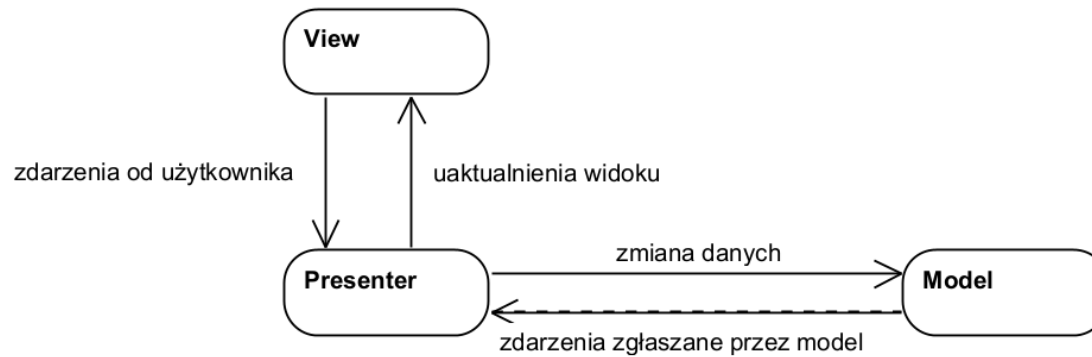 View
zdarzenia od użytkownika
uaktualnienia widoku
Presenter
zmiana danych
Model
zdarzenia zgłaszane przez model